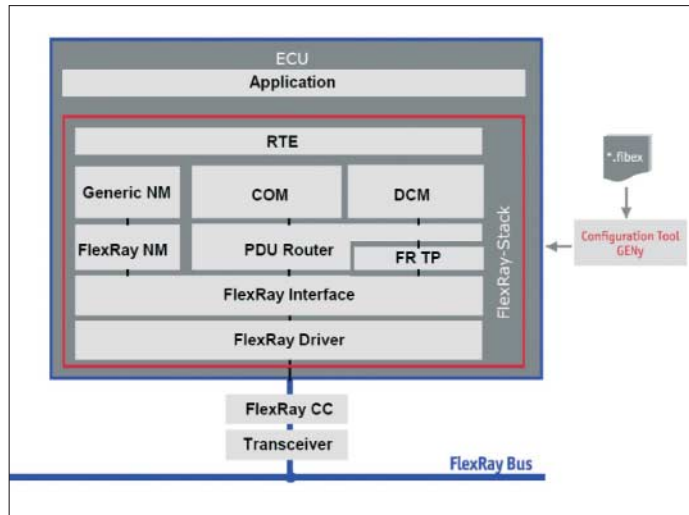 ECU
Application
RTE
Generic NM
COM
DCM
FlexRay NM
PDU Router
FR TP
FlexRay Interface
FlexRay Driver
FlexRay-Stack
*.fibex
Configuration Tool
GENy
FlexRay CC
Transceiver
FlexRay Bus